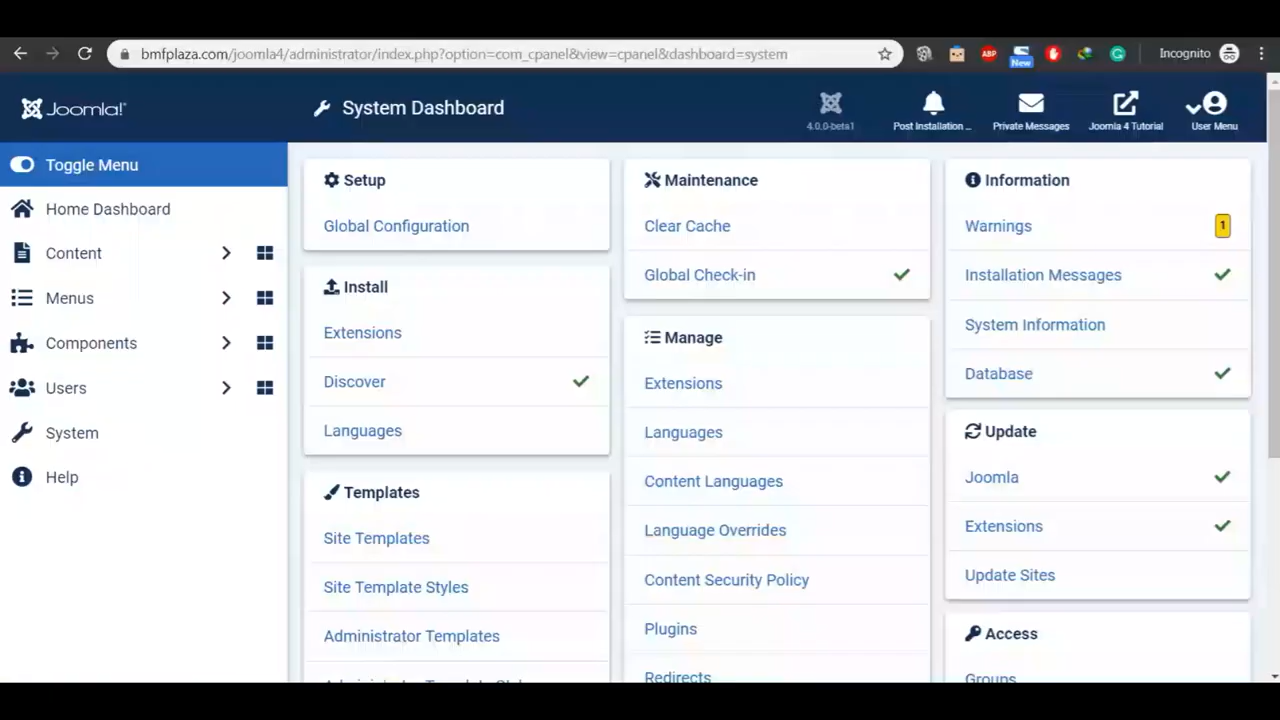 bmfplaza.com/joomla4/administrator/index.php?option=com_cpanel&view=cpanel&dashboard=system
ABP
New
Incognito
Joomla!
System Dashboard
4.0.0-beta1
Post Installation ...
Private Messages
Joomla 4 Tutorial
User Menu
Toggle Menu
Home Dashboard
Content
Menus
Components
Users
System
Help
Setup
Global Configuration
Install
Extensions
Discover
Languages
Templates
Site Templates
Site Template Styles
Administrator Templates
Maintenance
Clear Cache
Global Check-in
Manage
Extensions
Languages
Content Languages
Language Overrides
Content Security Policy
Plugins
Redirects
Information
Warnings 1
Installation Messages
System Information
Database
Update
Joomla
Extensions
Update Sites
Access
Groups